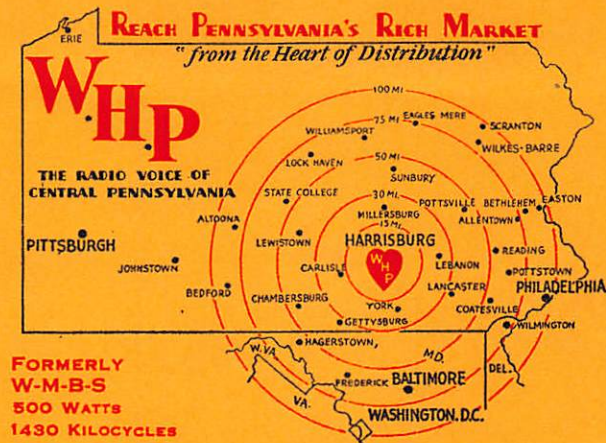 REACH PENNSYLVANIA'S RICH MARKET
"from the Heart of Distribution"
ERIE
WHP
THE RADIO VOICE OF
CENTRAL PENNSYLVANIA
100 MI
75 MI
EAGLES MERE
SCRANTON
WILLIAMSPORT
WILKES-BARRE
LOCK HAVEN
50 MI
SUNBURY
STATE COLLEGE
30 MI
MILLERSBURG
POTTSVILLE
BETHLEHEM
EASTON
ALTOONA
15 MI
ALLENTOWN
PITTSBURGH
LEWISTOWN
HARRISBURG
READING
JOHNSTOWN
CARLISLE
WHP
LEBANON
POTTSTOWN
BEDFORD
LANCASTER
PHILADELPHIA
CHAMBERSBURG
YORK
COATESVILLE
GETTYSBURG
WILMINGTON
HAGERSTOWN
W.VA.
MD.
DEL.
FREDERICK
BALTIMORE
VA.
WASHINGTON, D.C.
FORMERLY
W-M-B-S
500 WATTS
1430 KILOCYCLES